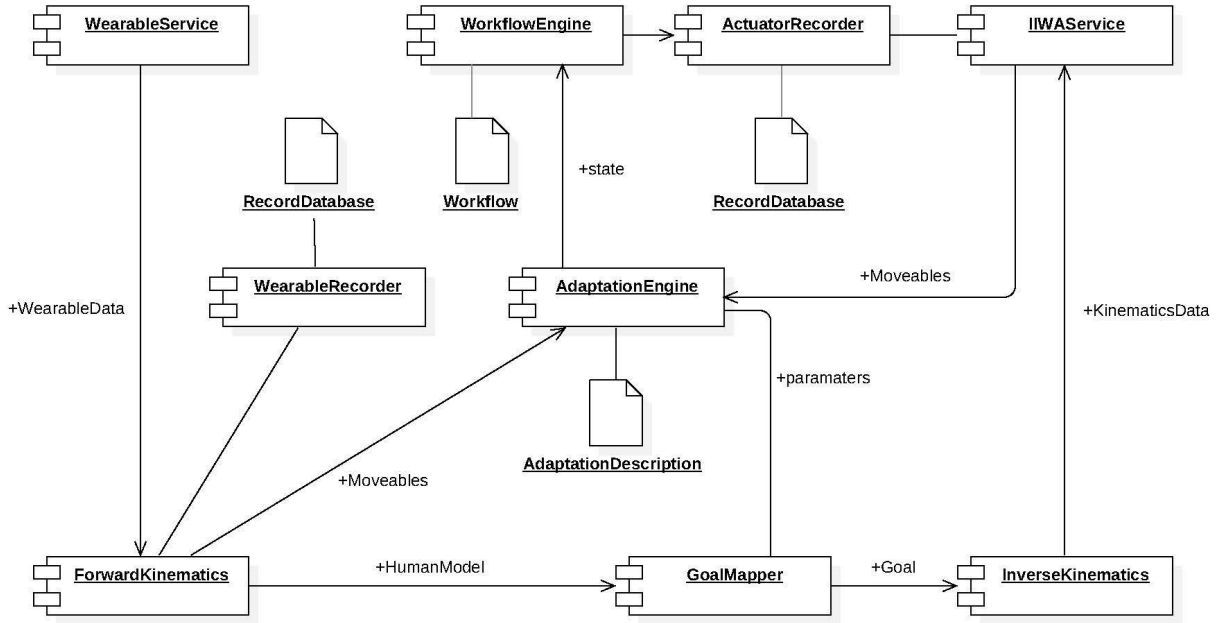 WearableService
WorkflowEngine
ActuatorRecorder
IIWAService
+state
RecordDatabase
Workflow
RecordDatabase
+Moveables
WearableRecorder
AdaptationEngine
+WearableData
+KinematicsData
+paramaters
AdaptationDescription
+Moveables
+HumanModel
+Goal
ForwardKinematics
GoalMapper
InverseKinematics